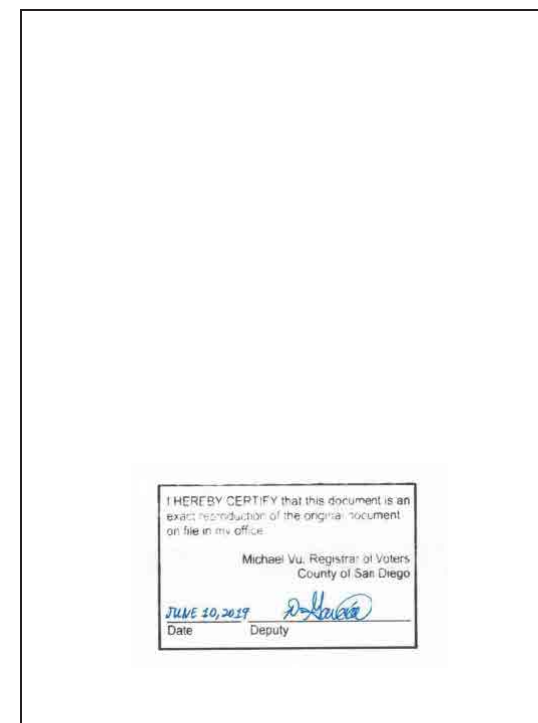 I HEREBY CERTIFY that this document is an
exact reproduction of the original document
on file in my office
Michael Vu, Registrar of Voters
County of San Diego
JUNE 10, 2019
Date Deputy